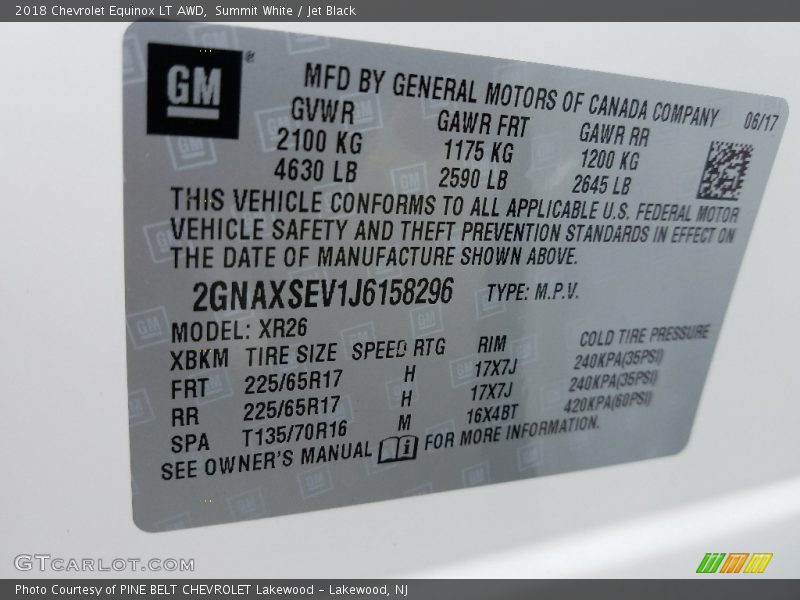 2018 Chevrolet Equinox LT AWD, Summit White / Jet Black
GM
®
MFD BY GENERAL MOTORS OF CANADA COMPANY 06/17
GVWR GAWR FRT GAWR RR
2100 KG 1175 KG 1200 KG
4630 LB 2590 LB 2645 LB
THIS VEHICLE CONFORMS TO ALL APPLICABLE U.S. FEDERAL MOTOR
VEHICLE SAFETY AND THEFT PREVENTION STANDARDS IN EFFECT ON
THE DATE OF MANUFACTURE SHOWN ABOVE.
2GNAXSEV1J6158296 TYPE: M.P.V.
MODEL: XR26
XBKM TIRE SIZE SPEED RTG RIM COLD TIRE PRESSURE
FRT 225/65R17 H 17X7J 240KPA(35PSI)
RR 225/65R17 H 17X7J 240KPA(35PSI)
SPA T135/70R16 M 16X4BT 420KPA(60PSI)
SEE OWNER'S MANUAL i FOR MORE INFORMATION.
GTCARLOT.COM
Photo Courtesy of PINE BELT CHEVROLET Lakewood - Lakewood, NJ